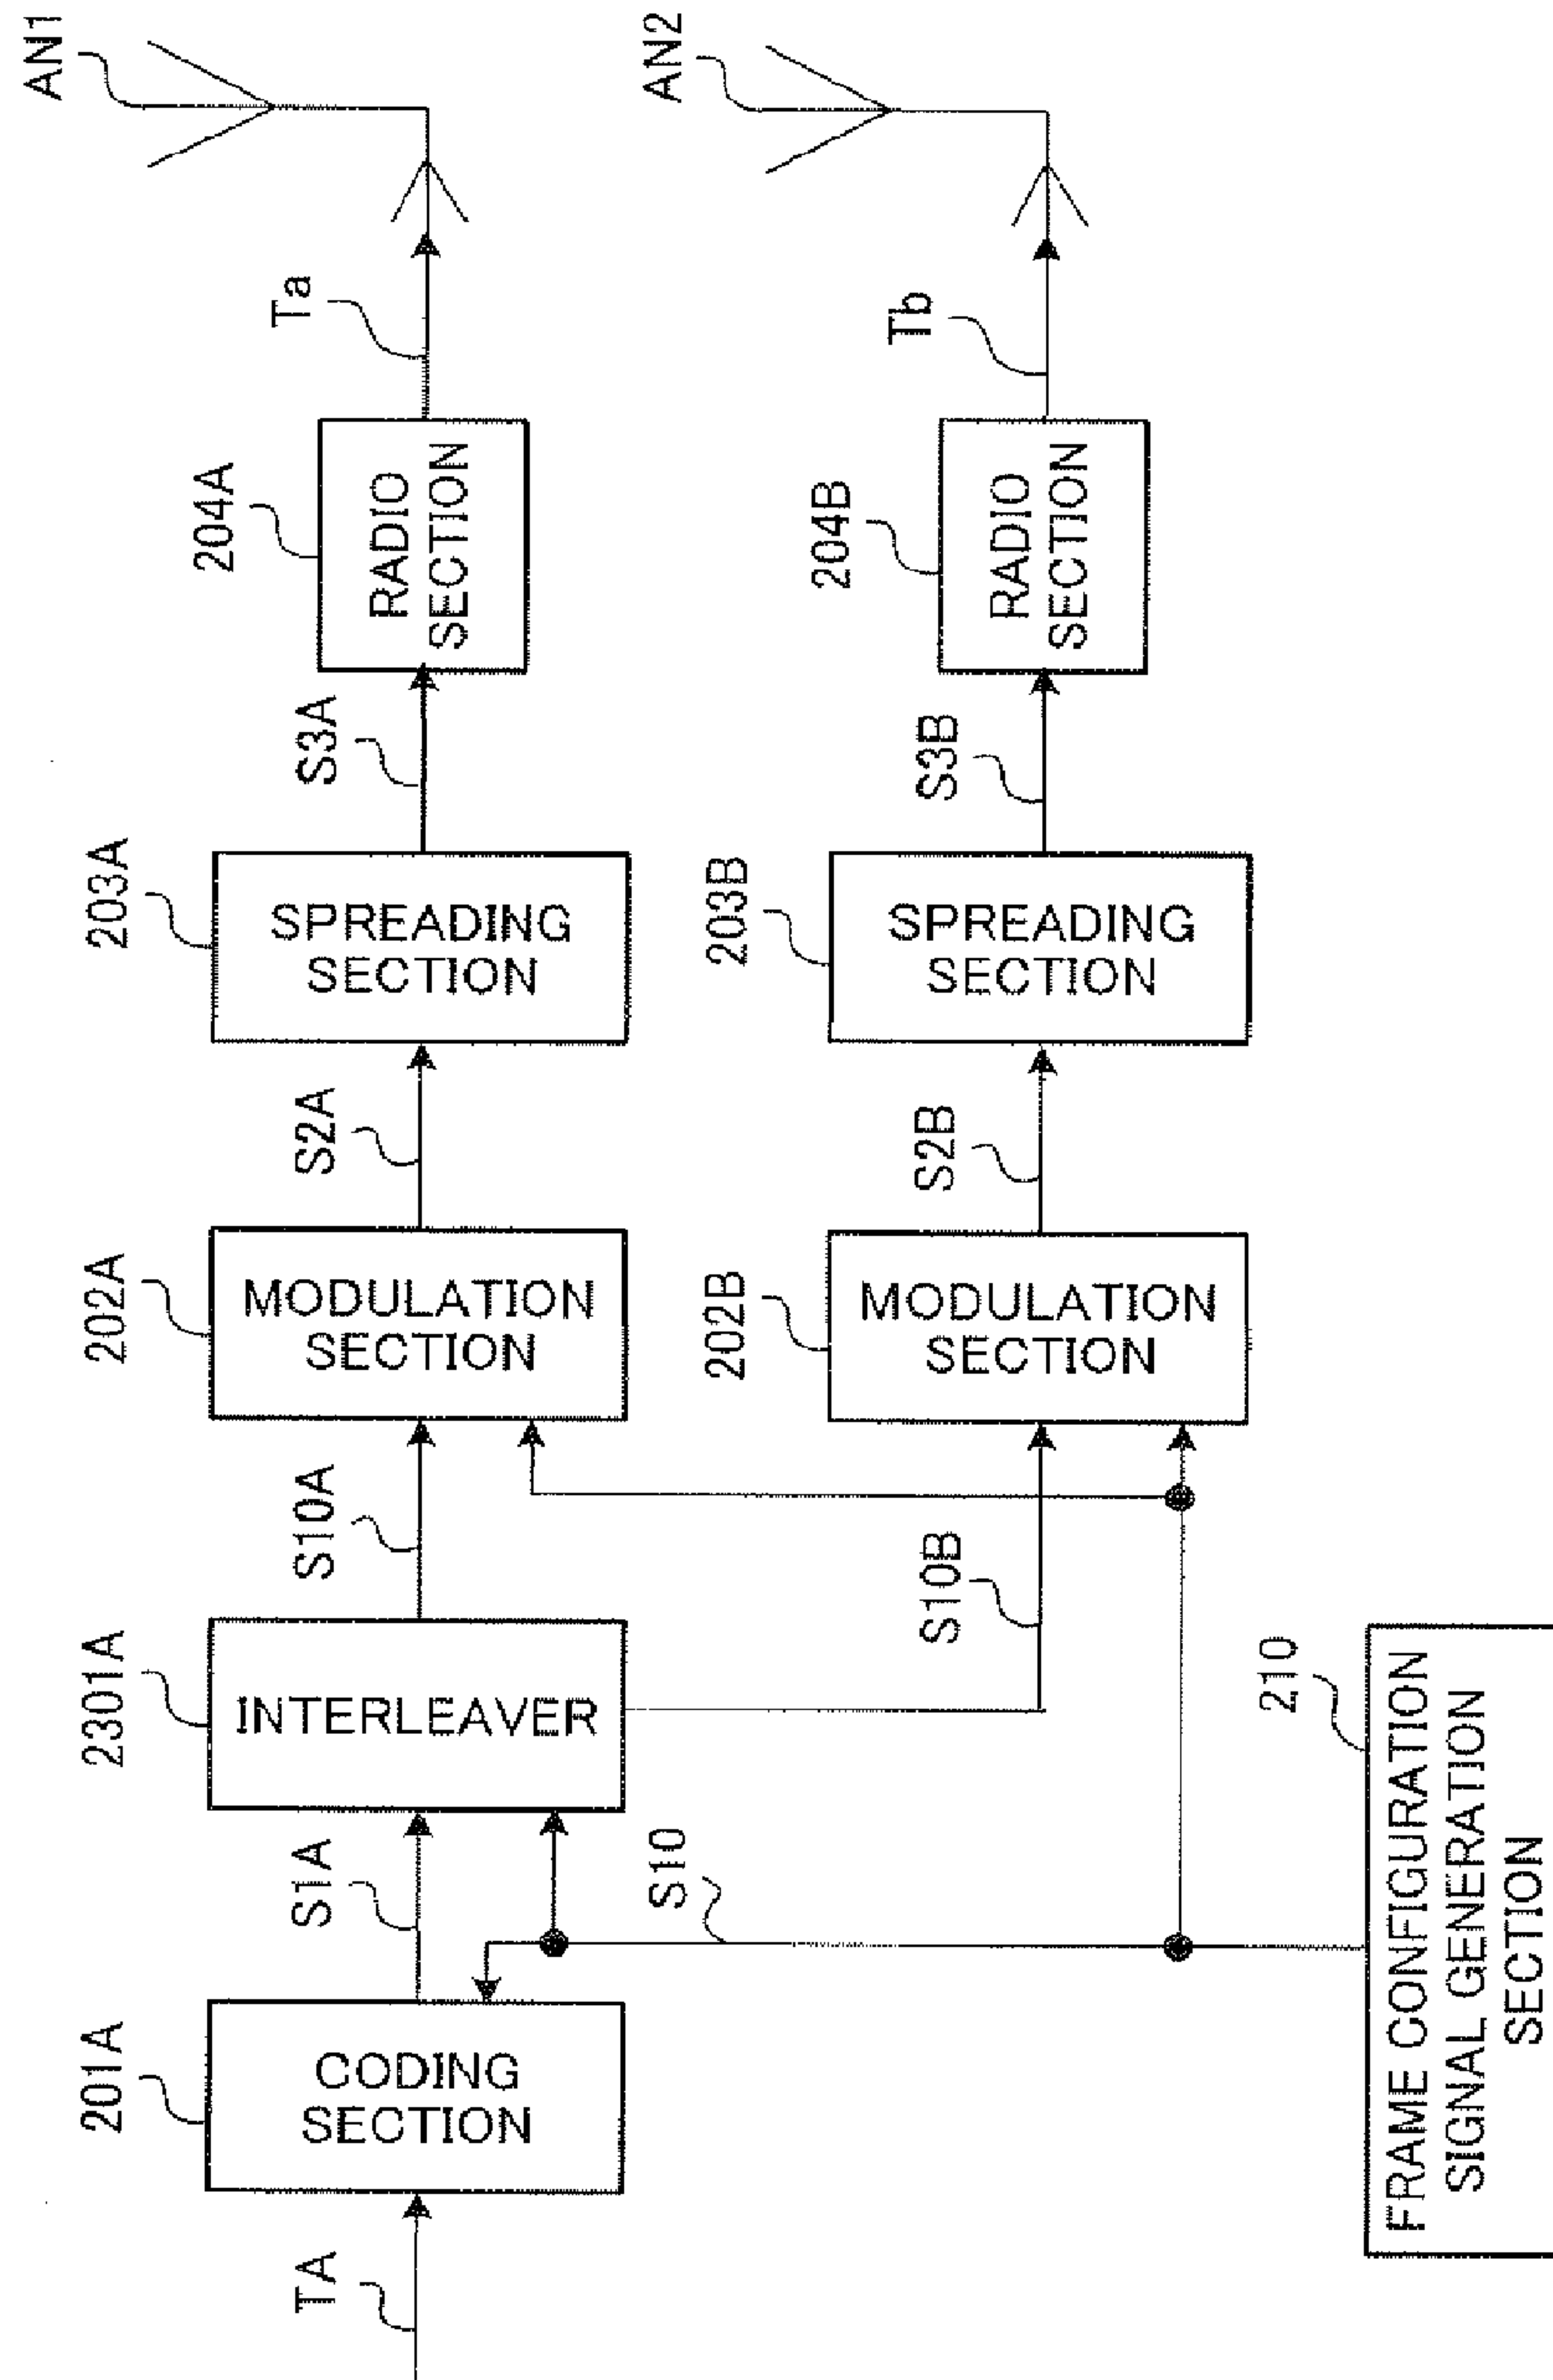 TA
201A
CODING
SECTION
S1A
2301A
INTERLEAVER
S10A
202A
MODULATION
SECTION
S2A
203A
SPREADING
SECTION
S3A
204A
RADIO
SECTION
Ta
AN1
S10
S10B
202B
MODULATION
SECTION
S2B
203B
SPREADING
SECTION
S3B
204B
RADIO
SECTION
Tb
AN2
210
FRAME CONFIGURATION
SIGNAL GENERATION
SECTION